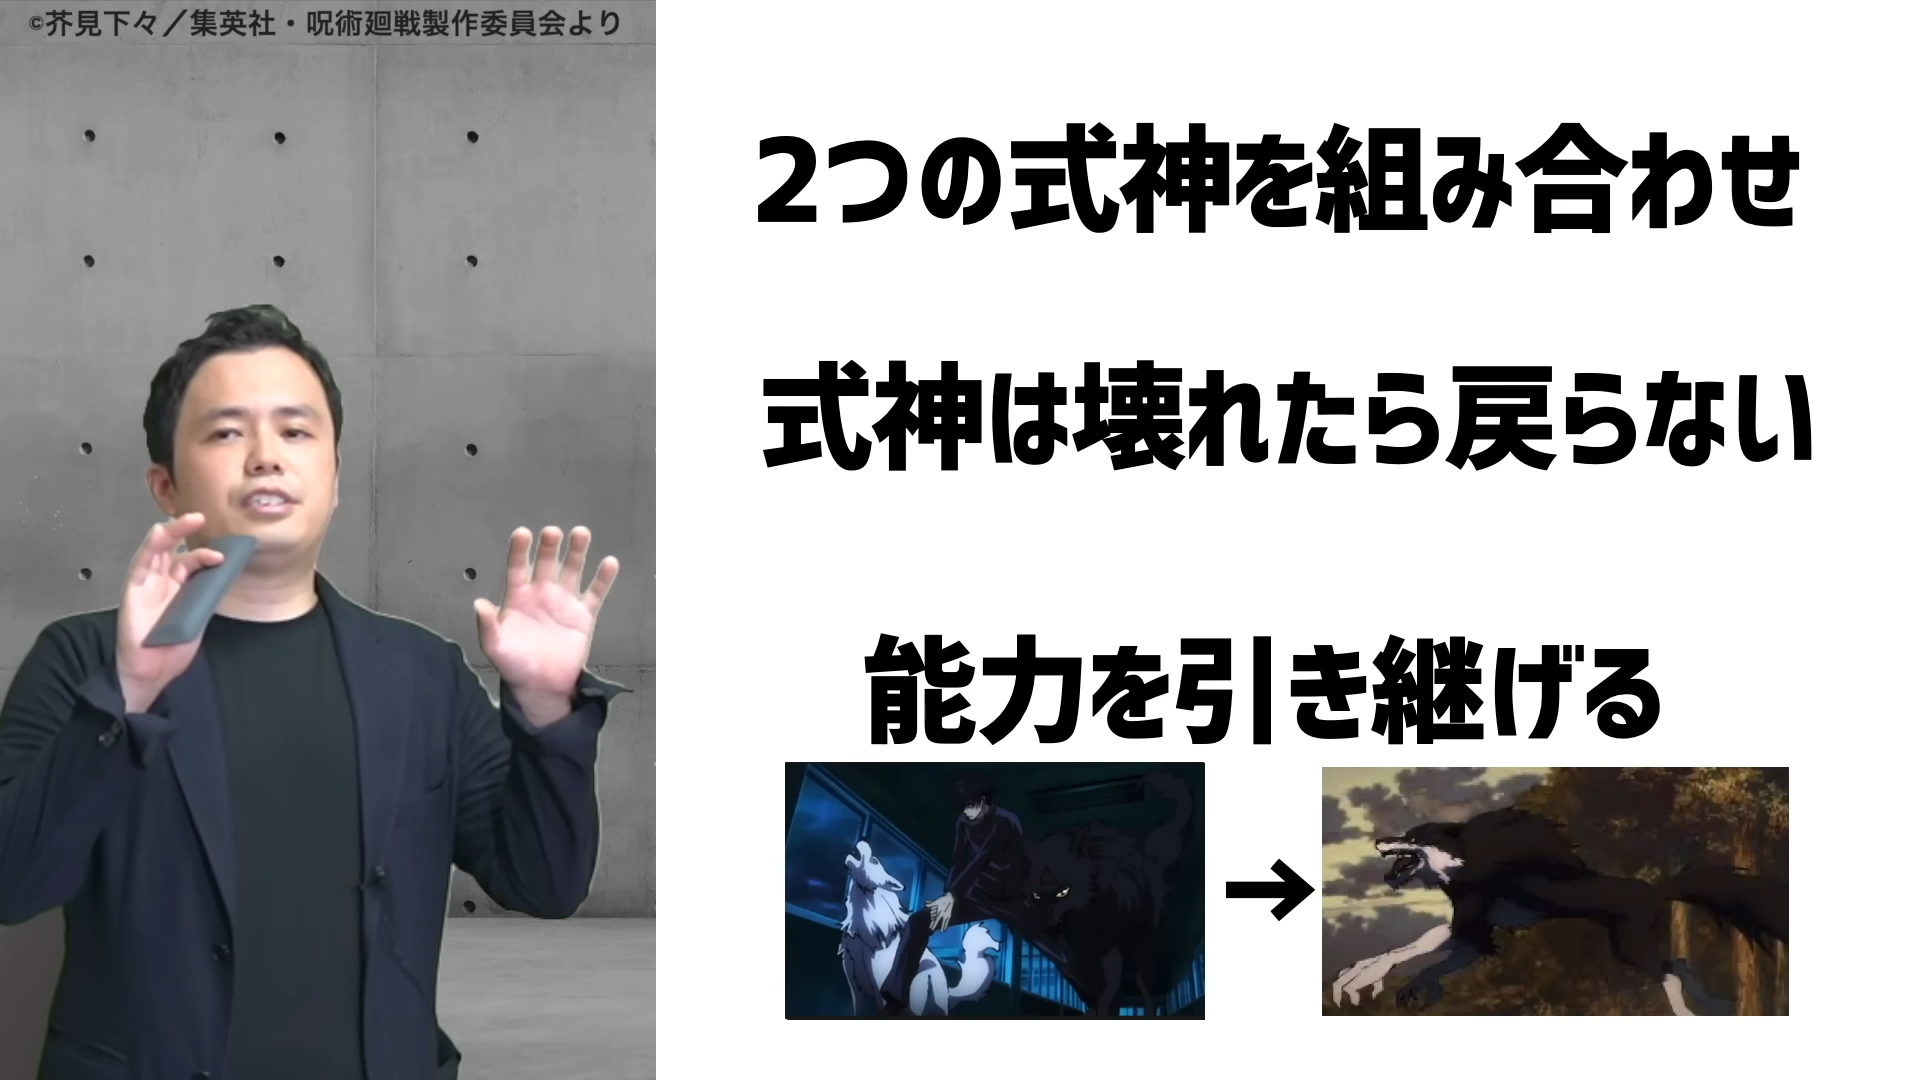 ©芥見下々／集英社・呪術廻戦製作委員会より
2つの式神を組み合わせ
式神は壊れたら戻らない
能力を引き継げる